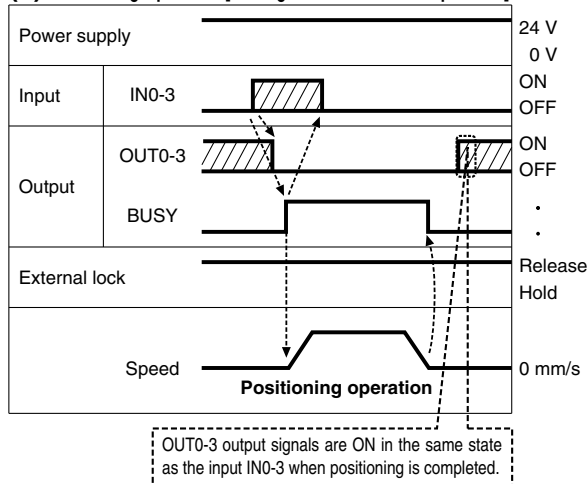 Power supply
24 V
0 V
Input
IN0-3
ON
OFF
Output
OUT0-3
ON
OFF
BUSY
External lock
Release
Hold
Speed
0 mm/s
Positioning operation
OUT0-3 output signals are ON in the same state
as the input IN0-3 when positioning is completed.